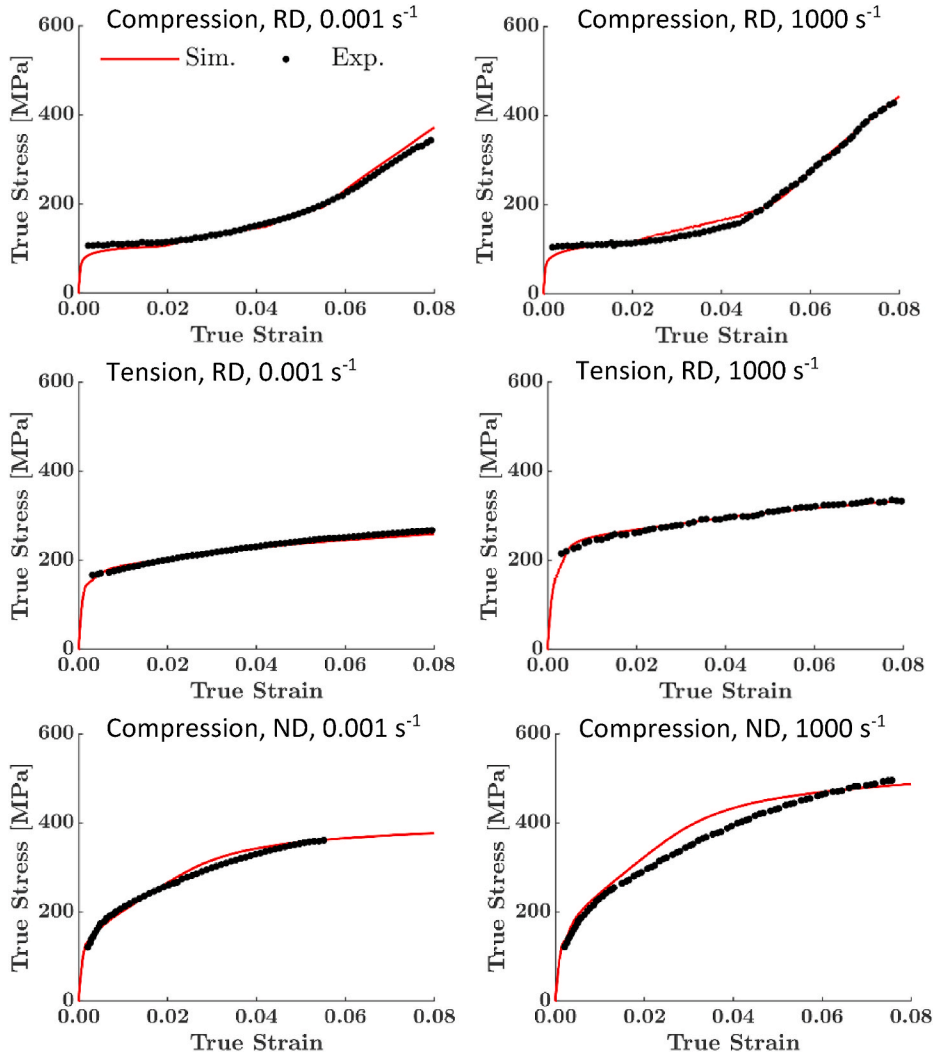 Compression, RD, 0.001 s⁻¹
Compression, RD, 1000 s⁻¹
600
400
200
0
True Stress [MPa]
Sim.
Exp.
0.00 0.02 0.04 0.06 0.08
True Strain
600
400
200
0
True Stress [MPa]
0.00 0.02 0.04 0.06 0.08
True Strain
Tension, RD, 0.001 s⁻¹
Tension, RD, 1000 s⁻¹
600
400
200
0
True Stress [MPa]
0.00 0.02 0.04 0.06 0.08
True Strain
600
400
200
0
True Stress [MPa]
0.00 0.02 0.04 0.06 0.08
True Strain
Compression, ND, 0.001 s⁻¹
Compression, ND, 1000 s⁻¹
600
400
200
0
True Stress [MPa]
0.00 0.02 0.04 0.06 0.08
True Strain
600
400
200
0
True Stress [MPa]
0.00 0.02 0.04 0.06 0.08
True Strain